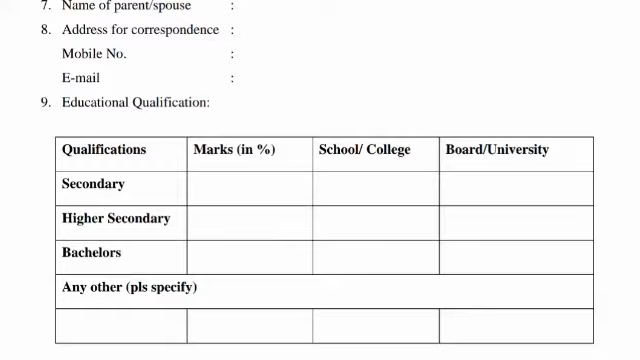 7. Name of parent/spouse :
8. Address for correspondence :
Mobile No. :
E-mail :
9. Educational Qualification:
Qualifications Marks (in %) School/ College Board/University
Secondary
Higher Secondary
Bachelors
Any other (pls specify)